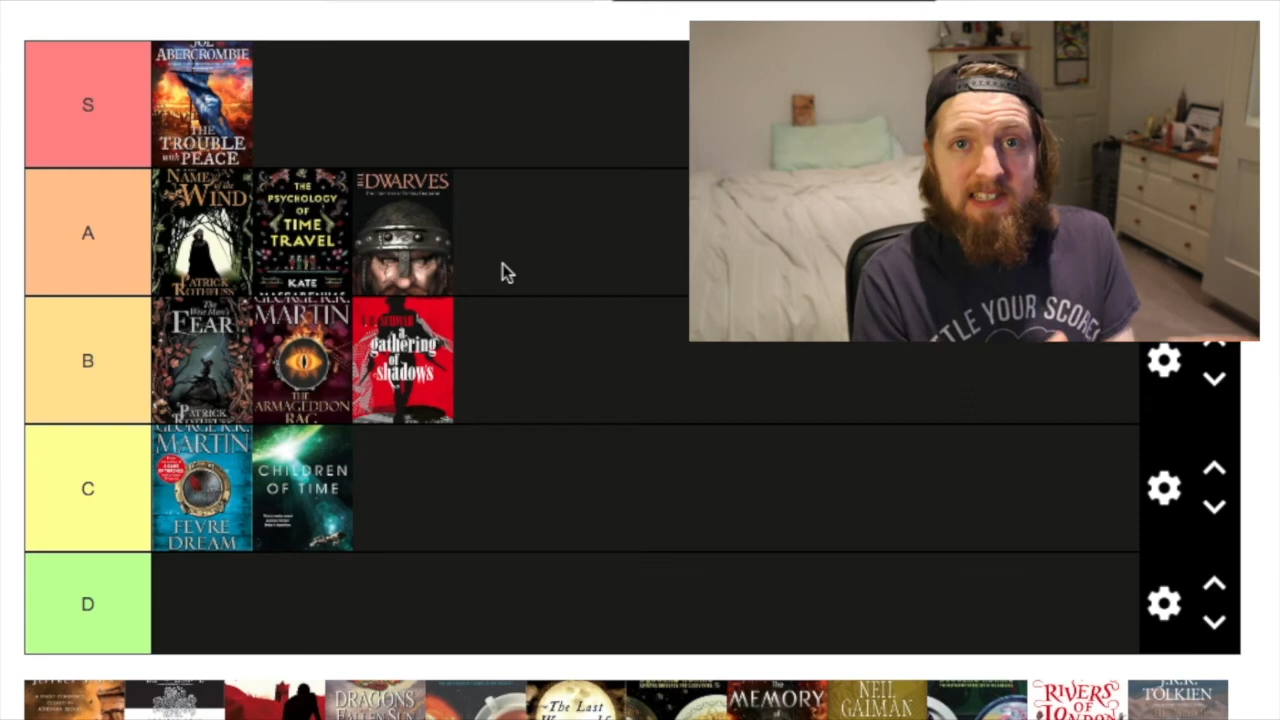 S
JOE
ABERCROMBIE
THE
TROUBLE
with PEACE
A
NAME of the
WIND
PATRICK
ROTHFUSS
THE
PSYCHOLOGY
OF
TIME
TRAVEL
KATE
DWARVES
B
The Wise Man's
FEAR
PATRICK
ROTHFUSS
GEORGE R.R.
MARTIN
THE
ARMAGEDDON
RAG
a
gathering
of
shadows
C
GEORGE R.R.
MARTIN
FEVRE
DREAM
CHILDREN
OF TIME
D
TLE YOUR SCORE
DRAGONS
The Last
The
MEMORY
NEIL
GAIMAN
RIVERS
OF
LONDON
J.R.R.
TOLKIEN